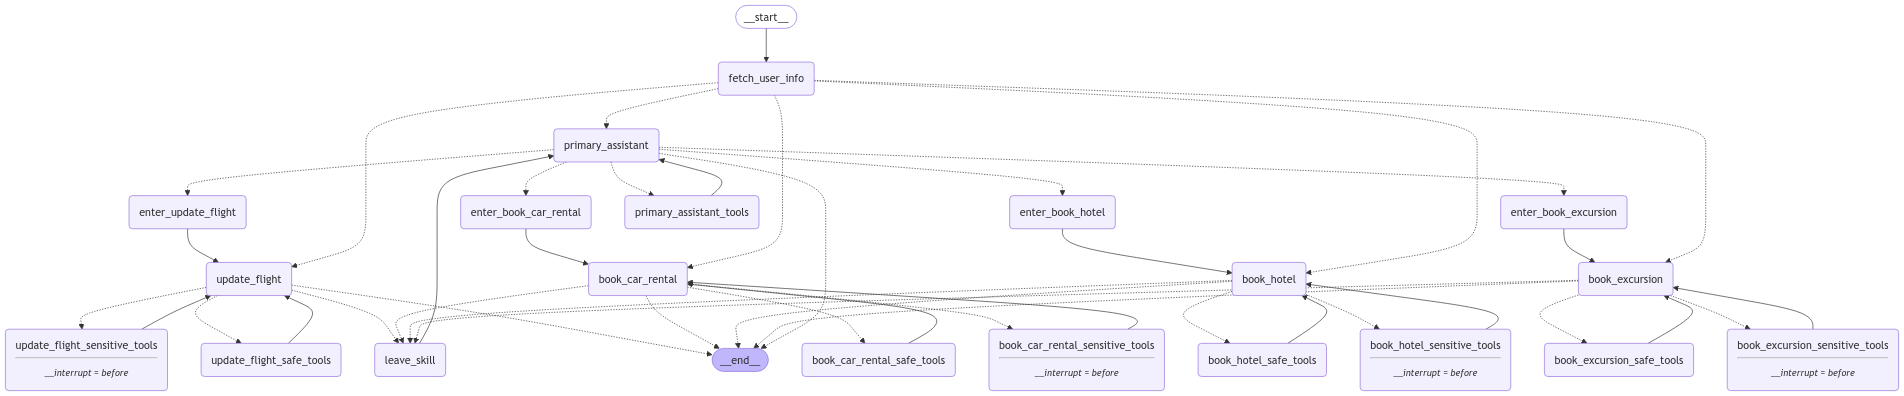 __start__
fetch_user_info
primary_assistant
enter_update_flight
enter_book_car_rental
primary_assistant_tools
enter_book_hotel
enter_book_excursion
update_flight
book_car_rental
book_hotel
book_excursion
update_flight_sensitive_tools
__interrupt = before
update_flight_safe_tools
leave_skill
__end__
book_car_rental_safe_tools
book_car_rental_sensitive_tools
__interrupt = before
book_hotel_safe_tools
book_hotel_sensitive_tools
__interrupt = before
book_excursion_safe_tools
book_excursion_sensitive_tools
__interrupt = before